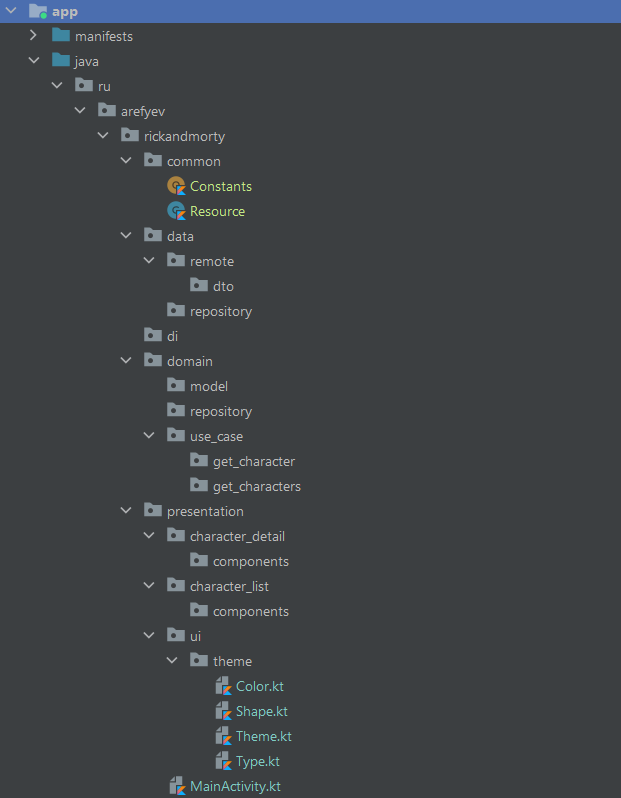 app
manifests
java
ru
arefyev
rickandmorty
common
Constants
Resource
data
remote
dto
repository
di
domain
model
repository
use_case
get_character
get_characters
presentation
character_detail
components
character_list
components
ui
theme
Color.kt
Shape.kt
Theme.kt
Type.kt
MainActivity.kt